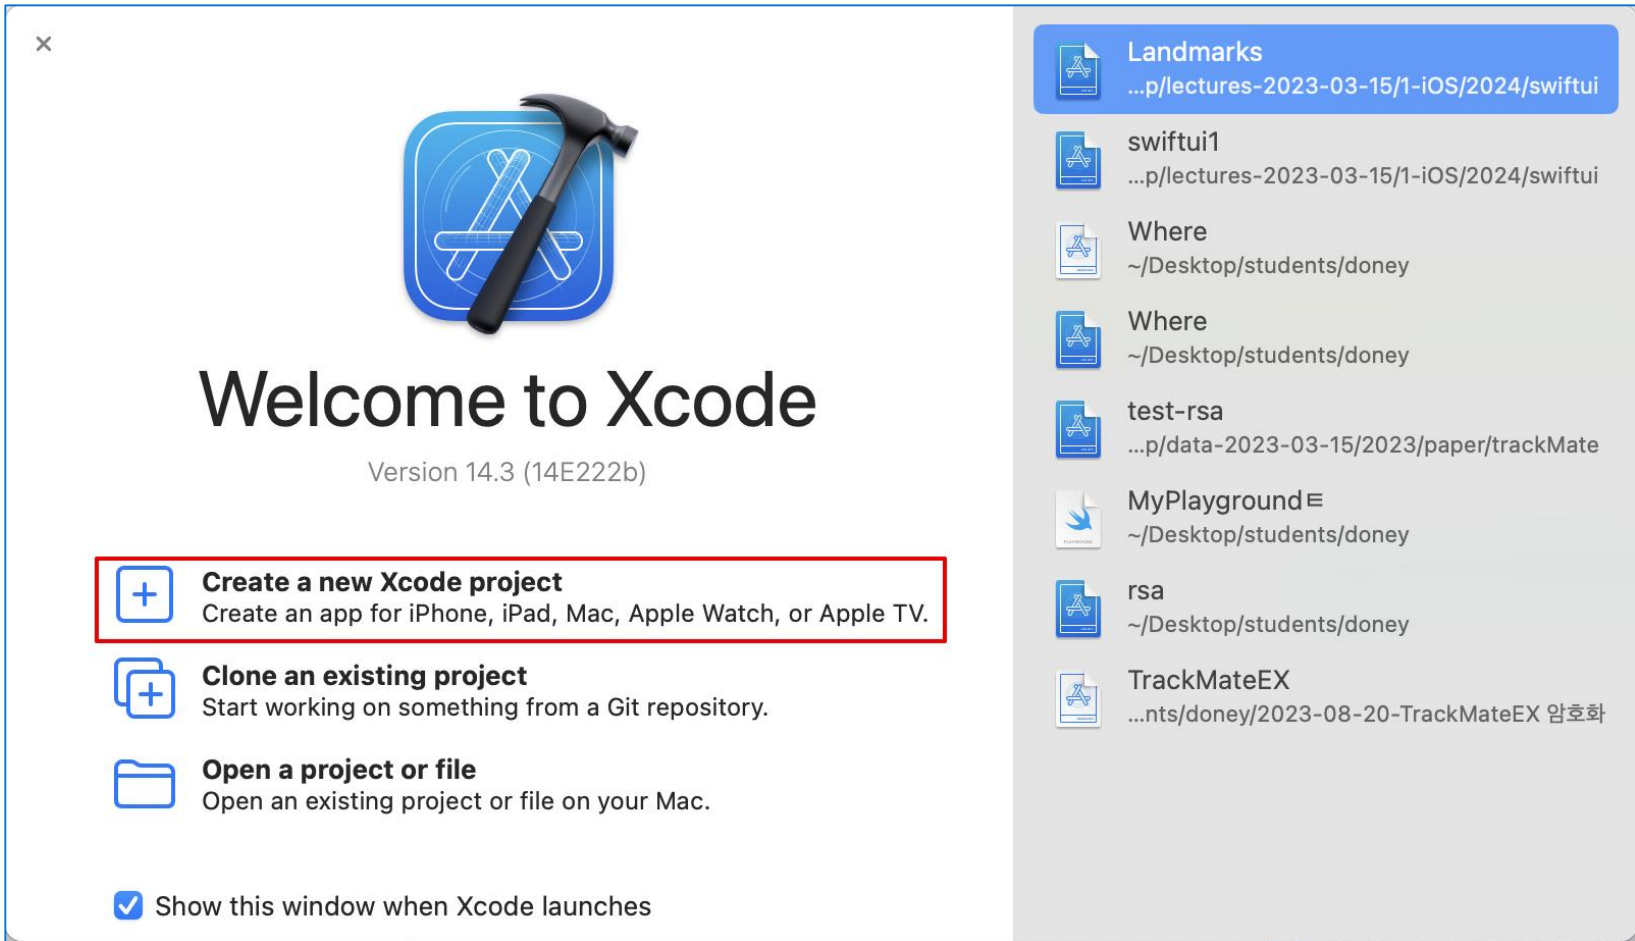 Welcome to Xcode
Version 14.3 (14E222b)
Create a new Xcode project
Create an app for iPhone, iPad, Mac, Apple Watch, or Apple TV.
Clone an existing project
Start working on something from a Git repository.
Open a project or file
Open an existing project or file on your Mac.
Show this window when Xcode launches
Landmarks
...p/lectures-2023-03-15/1-iOS/2024/swiftui
swiftui1
...p/lectures-2023-03-15/1-iOS/2024/swiftui
Where
~/Desktop/students/doney
Where
~/Desktop/students/doney
test-rsa
...p/data-2023-03-15/2023/paper/trackMate
MyPlaygroundㅌ
~/Desktop/students/doney
rsa
~/Desktop/students/doney
TrackMateEX
...nts/doney/2023-08-20-TrackMateEX 암호화